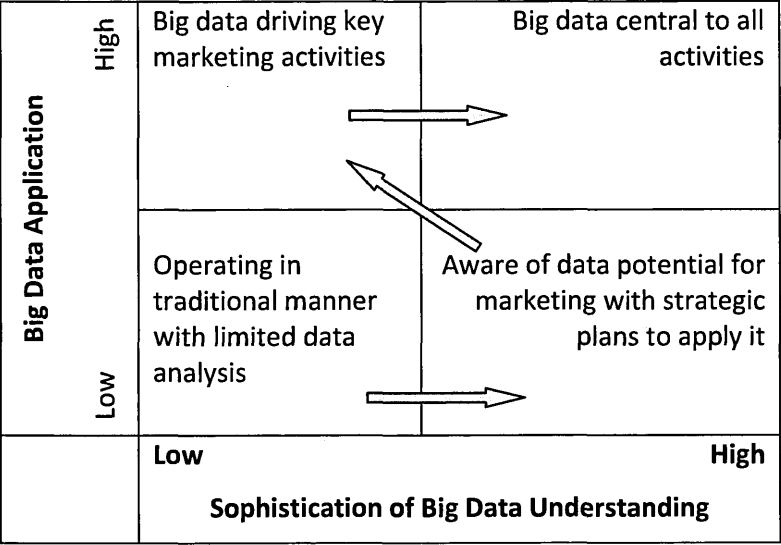 Big Data Application
High
Low
Big data driving key
marketing activities
Big data central to all
activities
Operating in
traditional manner
with limited data
analysis
Aware of data potential for
marketing with strategic
plans to apply it
Low
High
Sophistication of Big Data Understanding